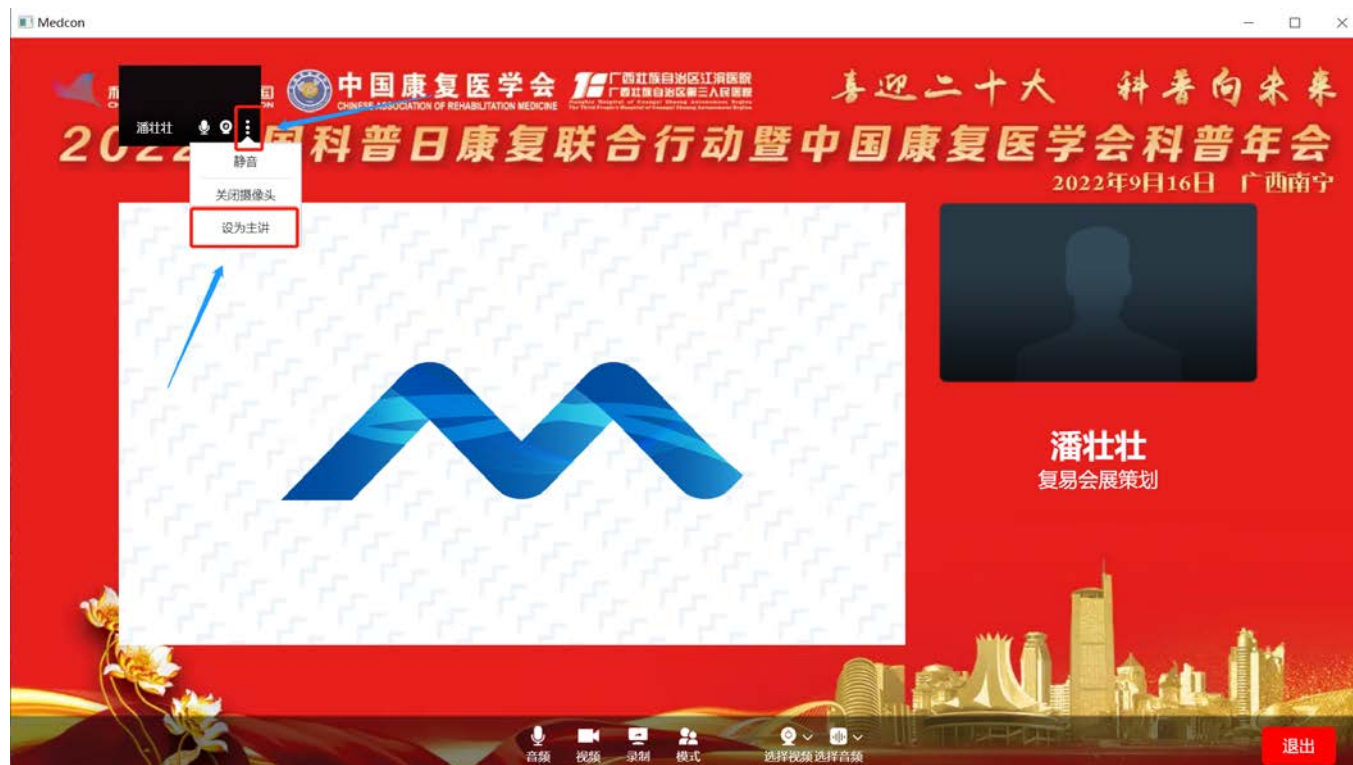 Medcon
中国康复医学会
CHINESE ASSOCIATION OF REHABILITATION MEDICINE
广西壮族自治区江滨医院
广西壮族自治区第三人民医院
喜迎二十大 科普向未来
潘壮壮
202 国科普日康复联合行动暨中国康复医学会科普年会
静音
2022年9月16日 广西南宁
关闭摄像头
设为主讲
潘壮壮
复易会展策划
音频 视频 录制 模式 选择视频 选择音频
退出